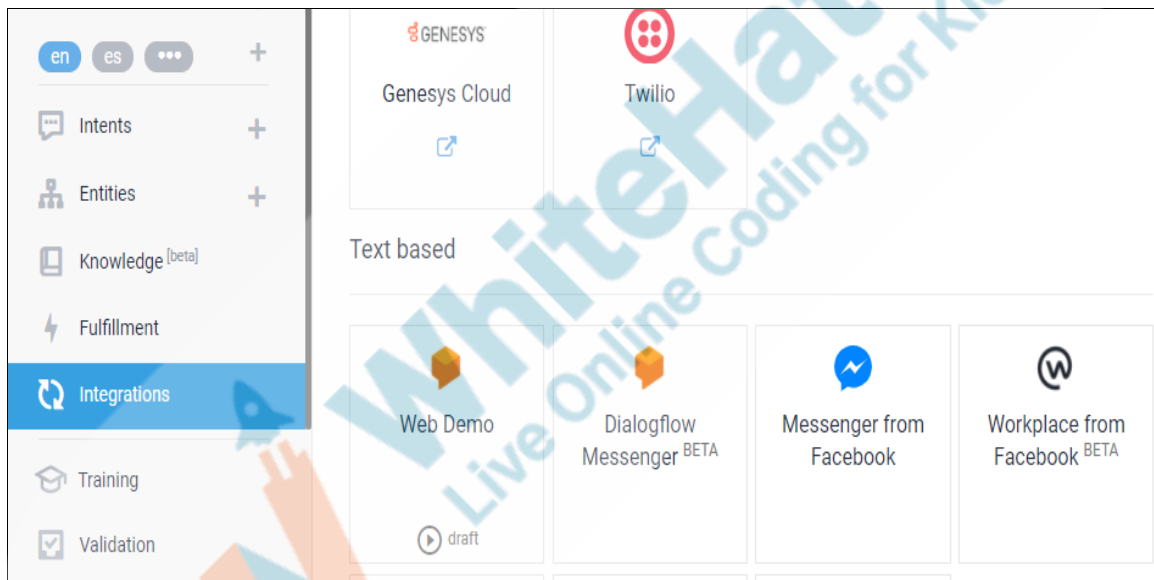 en es •••
Intents
Entities
Knowledge [beta]
Fulfillment
Integrations
Training
Validation
GENESYS
Genesys Cloud
Twilio
Text based
Web Demo
draft
Dialogflow
Messenger BETA
Messenger from
Facebook
Workplace from
Facebook BETA
WhiteHat
Live Online Coding for